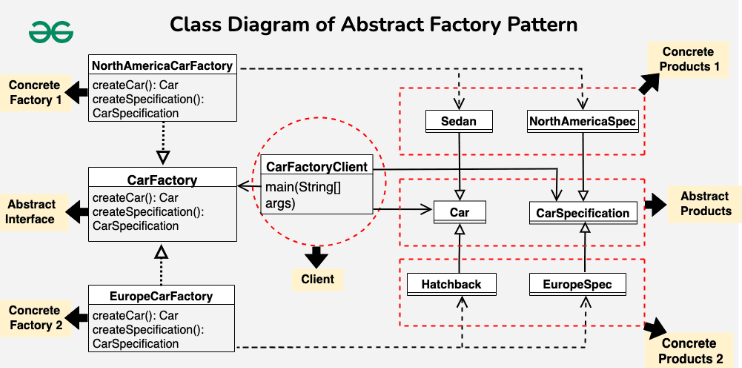 Class Diagram of Abstract Factory Pattern
NorthAmericaCarFactory
createCar(): Car
createSpecification():
CarSpecification
Concrete
Factory 1
Concrete
Products 1
Sedan
NorthAmericaSpec
CarFactory
createCar(): Car
createSpecification():
CarSpecification
Abstract
Interface
CarFactoryClient
main(String[]
args)
Client
Car
CarSpecification
Abstract
Products
Hatchback
EuropeSpec
EuropeCarFactory
createCar(): Car
createSpecification():
CarSpecification
Concrete
Factory 2
Concrete
Products 2